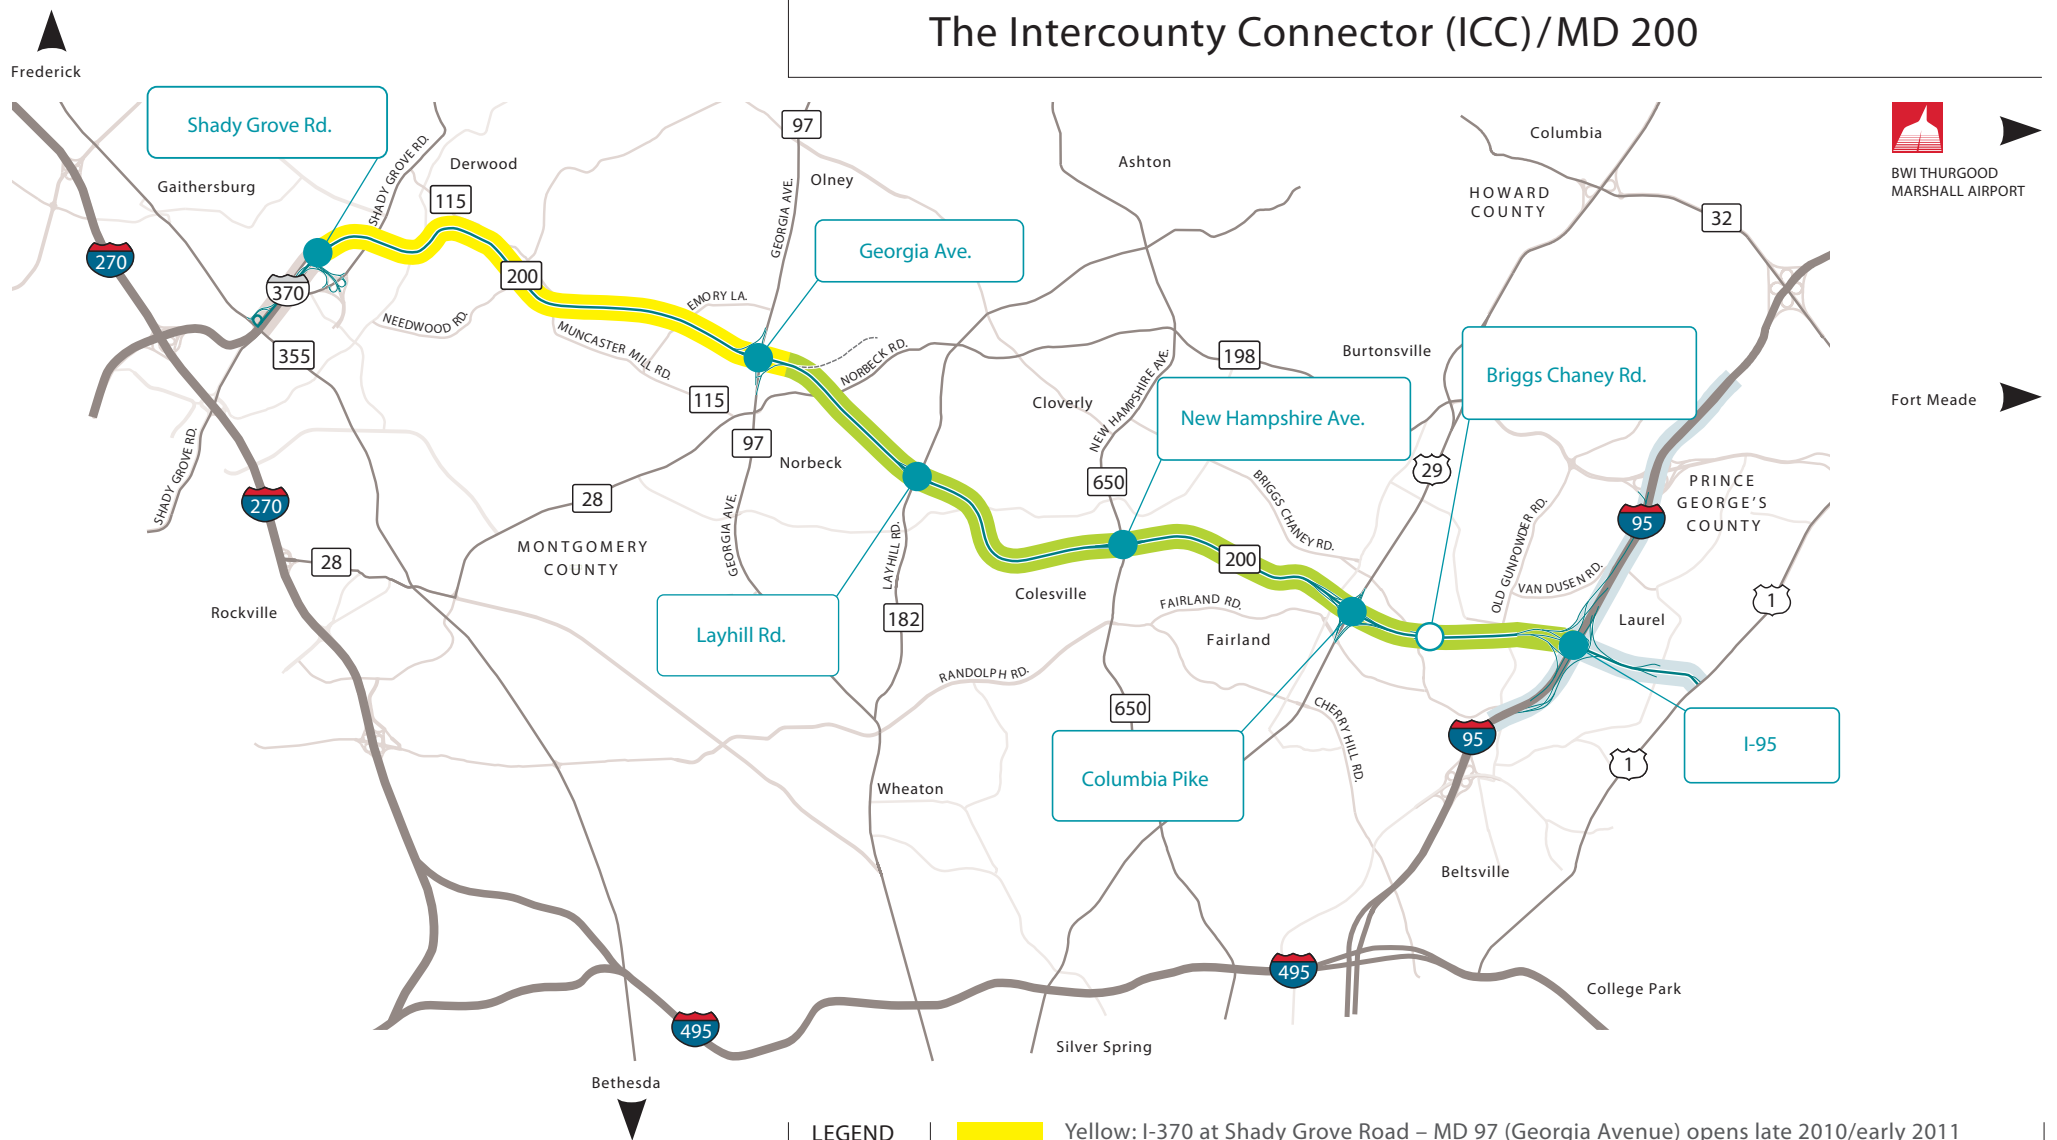 The Intercounty Connector (ICC)/MD 200
Frederick
Shady Grove Rd.
97
Columbia
BWI THURGOOD
MARSHALL AIRPORT
SHADY GROVE RD.
Derwood
Ashton
Gaithersburg
Olney
115
HOWARD
COUNTY
32
GEORGIA AVE.
Georgia Ave.
270
200
370
EMORY LA.
NEEDWOOD RD.
MUNCASTER MILL RD.
355
NORBECK RD.
198
Burtonsville
Briggs Chaney Rd.
NEW HAMPSHIRE AVE.
115
Cloverly
New Hampshire Ave.
Fort Meade
97
Norbeck
29
SHADY GROVE RD.
650
PRINCE
GEORGE'S
COUNTY
270
28
BRIGGS CHANEY RD.
95
GEORGIA AVE.
LAYHILL RD.
OLD GUNPOWDER RD.
MONTGOMERY
COUNTY
28
200
VAN DUSEN RD.
Colesville
FAIRLAND RD.
1
Rockville
182
Laurel
Layhill Rd.
Fairland
RANDOLPH RD.
650
CHERRY HILL RD.
95
I-95
1
Columbia Pike
Wheaton
Beltsville
495
College Park
495
Silver Spring
Bethesda
LEGEND
Yellow: I-370 at Shady Grove Road – MD 97 (Georgia Avenue) opens late 2010/early 2011